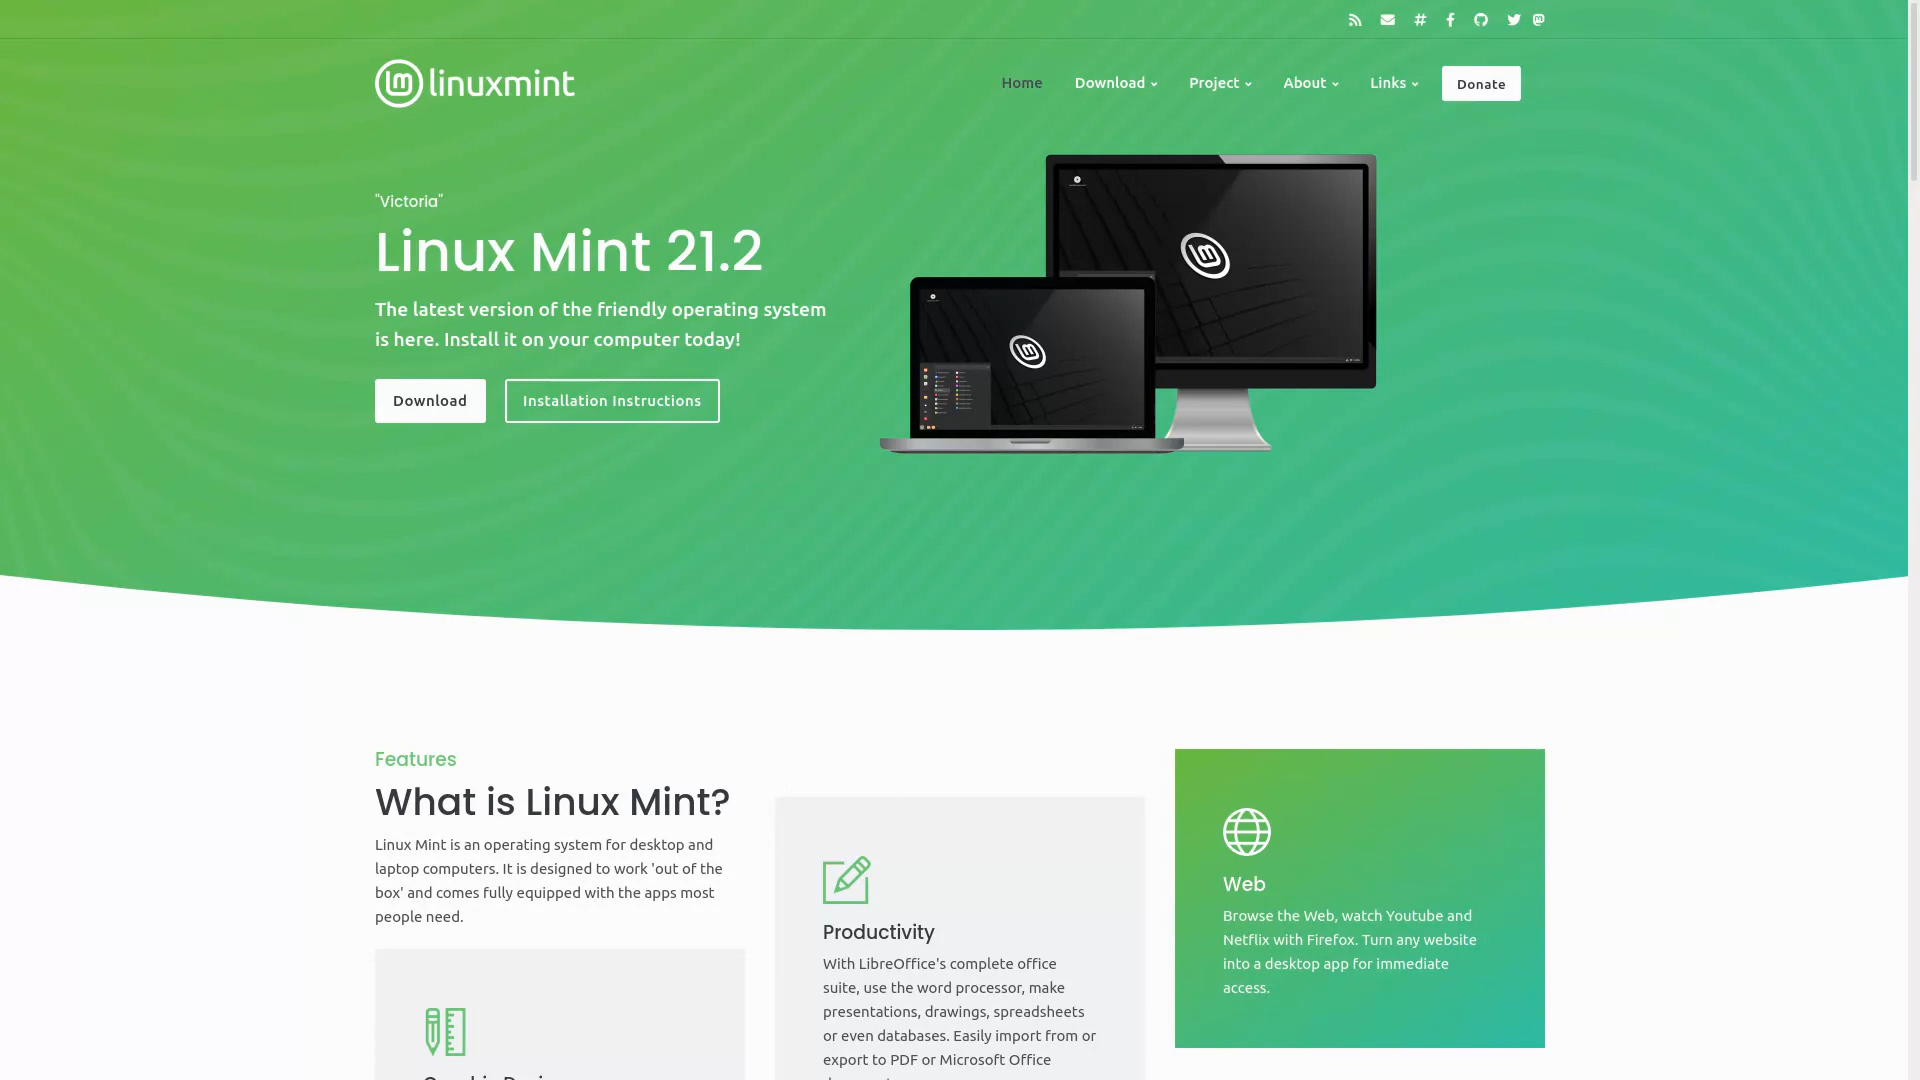 linuxmint
Home
Download
Project
About
Links
Donate
"Victoria"
Linux Mint 21.2
The latest version of the friendly operating system
is here. Install it on your computer today!
Download
Installation Instructions
Features
What is Linux Mint?
Linux Mint is an operating system for desktop and
laptop computers. It is designed to work 'out of the
box' and comes fully equipped with the apps most
people need.
Productivity
With LibreOffice's complete office
suite, use the word processor, make
presentations, drawings, spreadsheets
or even databases. Easily import from or
export to PDF or Microsoft Office
Web
Browse the Web, watch Youtube and
Netflix with Firefox. Turn any website
into a desktop app for immediate
access.